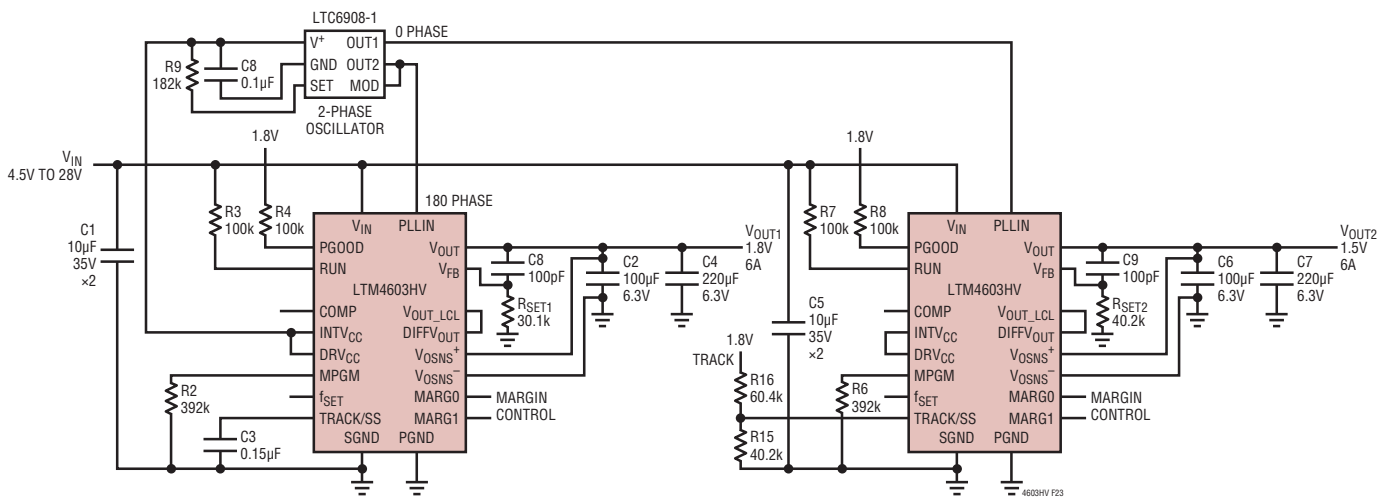 LTC6908-1
0 PHASE
V+ OUT1
GND OUT2
SET MOD
R9
182k
C8
0.1µF
2-PHASE
OSCILLATOR
VIN
4.5V TO 28V
1.8V
1.8V
180 PHASE
C1
10µF
35V
×2
R3
100k
R4
100k
VIN PLLIN
PGOOD
RUN
COMP
INTVCC
DRVCC
MPGM
fSET
TRACK/SS
SGND PGND
LTM4603HV
VOUT
VFB
VOUT_LCL
DIFFVOUT
VOSNS+
VOSNS–
MARG0
MARG1
MARGIN
CONTROL
R2
392k
C3
0.15µF
C8
100pF
RSET1
30.1k
C2
100µF
6.3V
C4
220µF
6.3V
VOUT1
1.8V
6A
C5
10µF
35V
×2
R7
100k
R8
100k
1.8V
TRACK
R16
60.4k
R15
40.2k
R6
392k
VIN PLLIN
PGOOD
RUN
COMP
INTVCC
DRVCC
MPGM
fSET
TRACK/SS
SGND PGND
LTM4603HV
VOUT
VFB
VOUT_LCL
DIFFVOUT
VOSNS+
VOSNS–
MARG0
MARG1
MARGIN
CONTROL
C9
100pF
RSET2
40.2k
C6
100µF
6.3V
C7
220µF
6.3V
VOUT2
1.5V
6A
4603HV F23